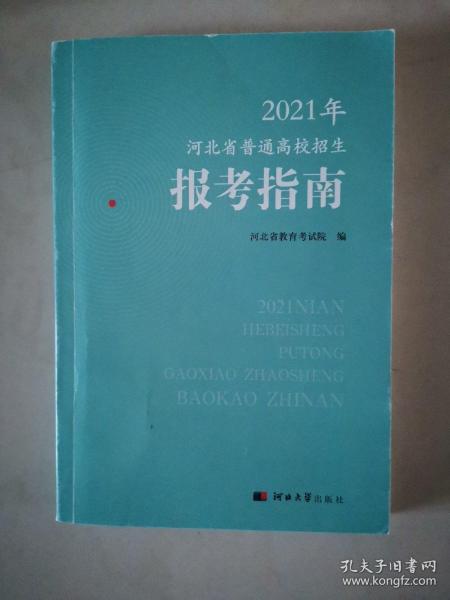 2021年
河北省普通高校招生
报考指南
河北省教育考试院 编
2021NIAN
HEBEISHENG
PUTONG
GAOXIAO ZHAOSHENG
BAOKAO ZHINAN
河北大学出版社
孔夫子旧书网
www.kongfz.com